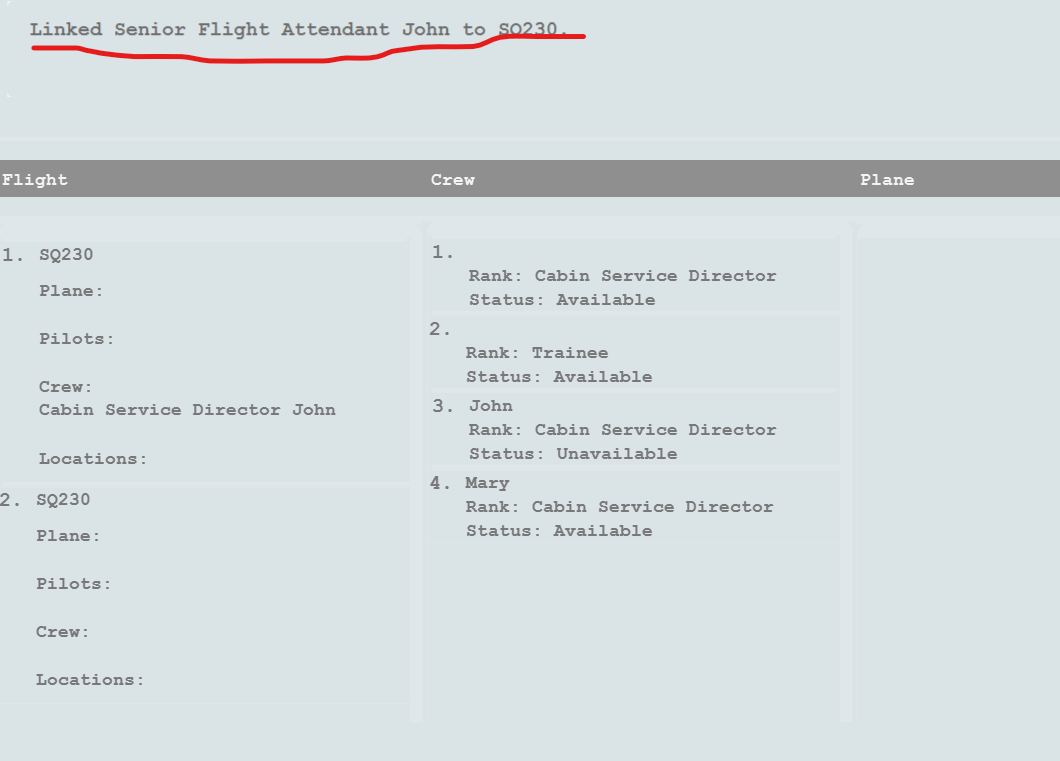 Linked Senior Flight Attendant John to SQ230.
Flight Crew Plane
1. SQ230
Plane:
Pilots:
Crew:
Cabin Service Director John
Locations:
2. SQ230
Plane:
Pilots:
Crew:
Locations:
1.
Rank: Cabin Service Director
Status: Available
2.
Rank: Trainee
Status: Available
3. John
Rank: Cabin Service Director
Status: Unavailable
4. Mary
Rank: Cabin Service Director
Status: Available